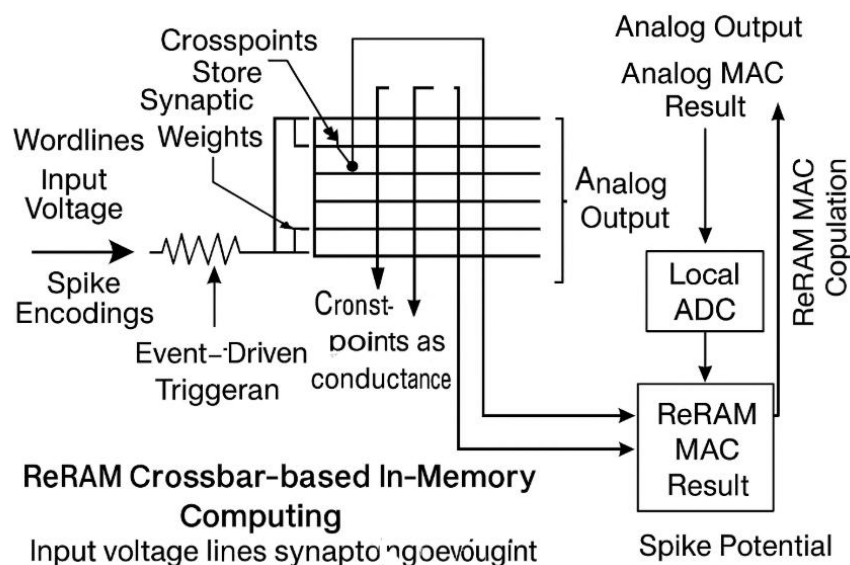 Crosspoints
Store
Synaptic
Weights
Wordlines
Input
Voltage
Spike
Encodings
Event-Driven
Triggeran
Cronst-
points as
conductance
Analog
Output
Analog Output
Analog MAC
Result
Local
ADC
ReRAM MAC
Copulation
ReRAM
MAC
Result
Spike Potential
ReRAM Crossbar-based In-Memory
Computing
Input voltage lines